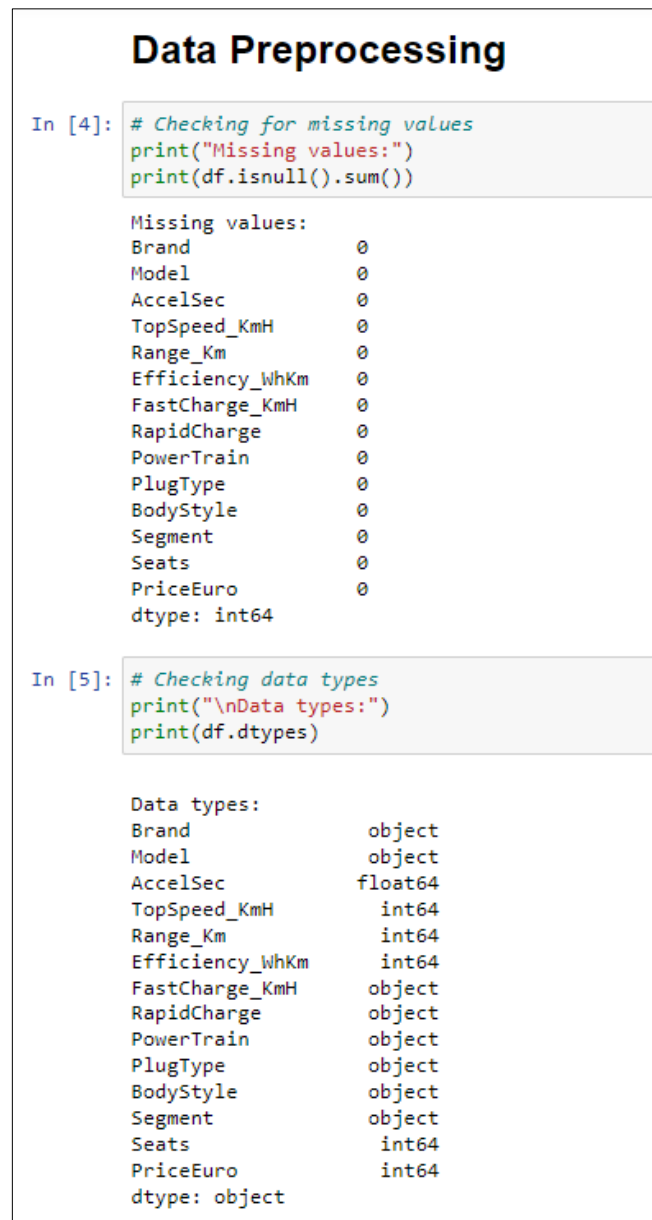 Data Preprocessing
In [4]: # Checking for missing values
print("Missing values:")
print(df.isnull().sum())
Missing values:
Brand 0
Model 0
AccelSec 0
TopSpeed_KmH 0
Range_Km 0
Efficiency_WhKm 0
FastCharge_KmH 0
RapidCharge 0
PowerTrain 0
PlugType 0
BodyStyle 0
Segment 0
Seats 0
PriceEuro 0
dtype: int64
In [5]: # Checking data types
print("\nData types:")
print(df.dtypes)
Data types:
Brand object
Model object
AccelSec float64
TopSpeed_KmH int64
Range_Km int64
Efficiency_WhKm int64
FastCharge_KmH object
RapidCharge object
PowerTrain object
PlugType object
BodyStyle object
Segment object
Seats int64
PriceEuro int64
dtype: object